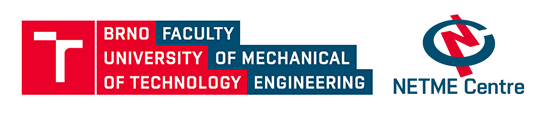 BRNO FACULTY
UNIVERSITY OF MECHANICAL
OF TECHNOLOGY ENGINEERING
NETME Centre